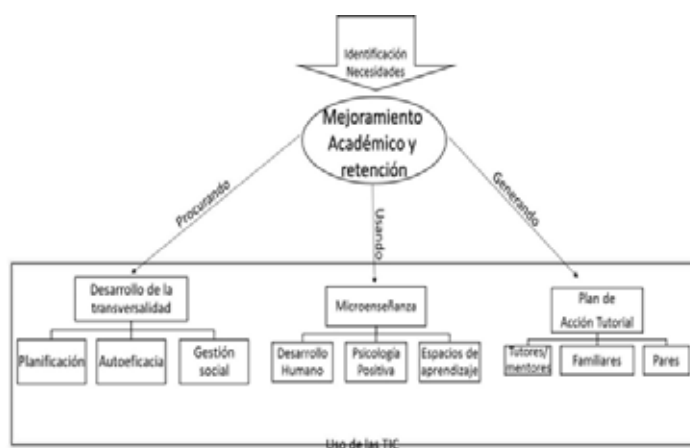 Identificación
Necesidades
Mejoramiento
Académico y
retención
Procurando
Usando
Generando
Desarrollo de la
transversalidad
Microenseñanza
Plan de
Acción Tutorial
Planificación
Autoeficacia
Gestión
social
Desarrollo
Humano
Psicología
Positiva
Espacios de
aprendizaje
Tutores/
mentores
Familiares
Pares
Uso de las TIC